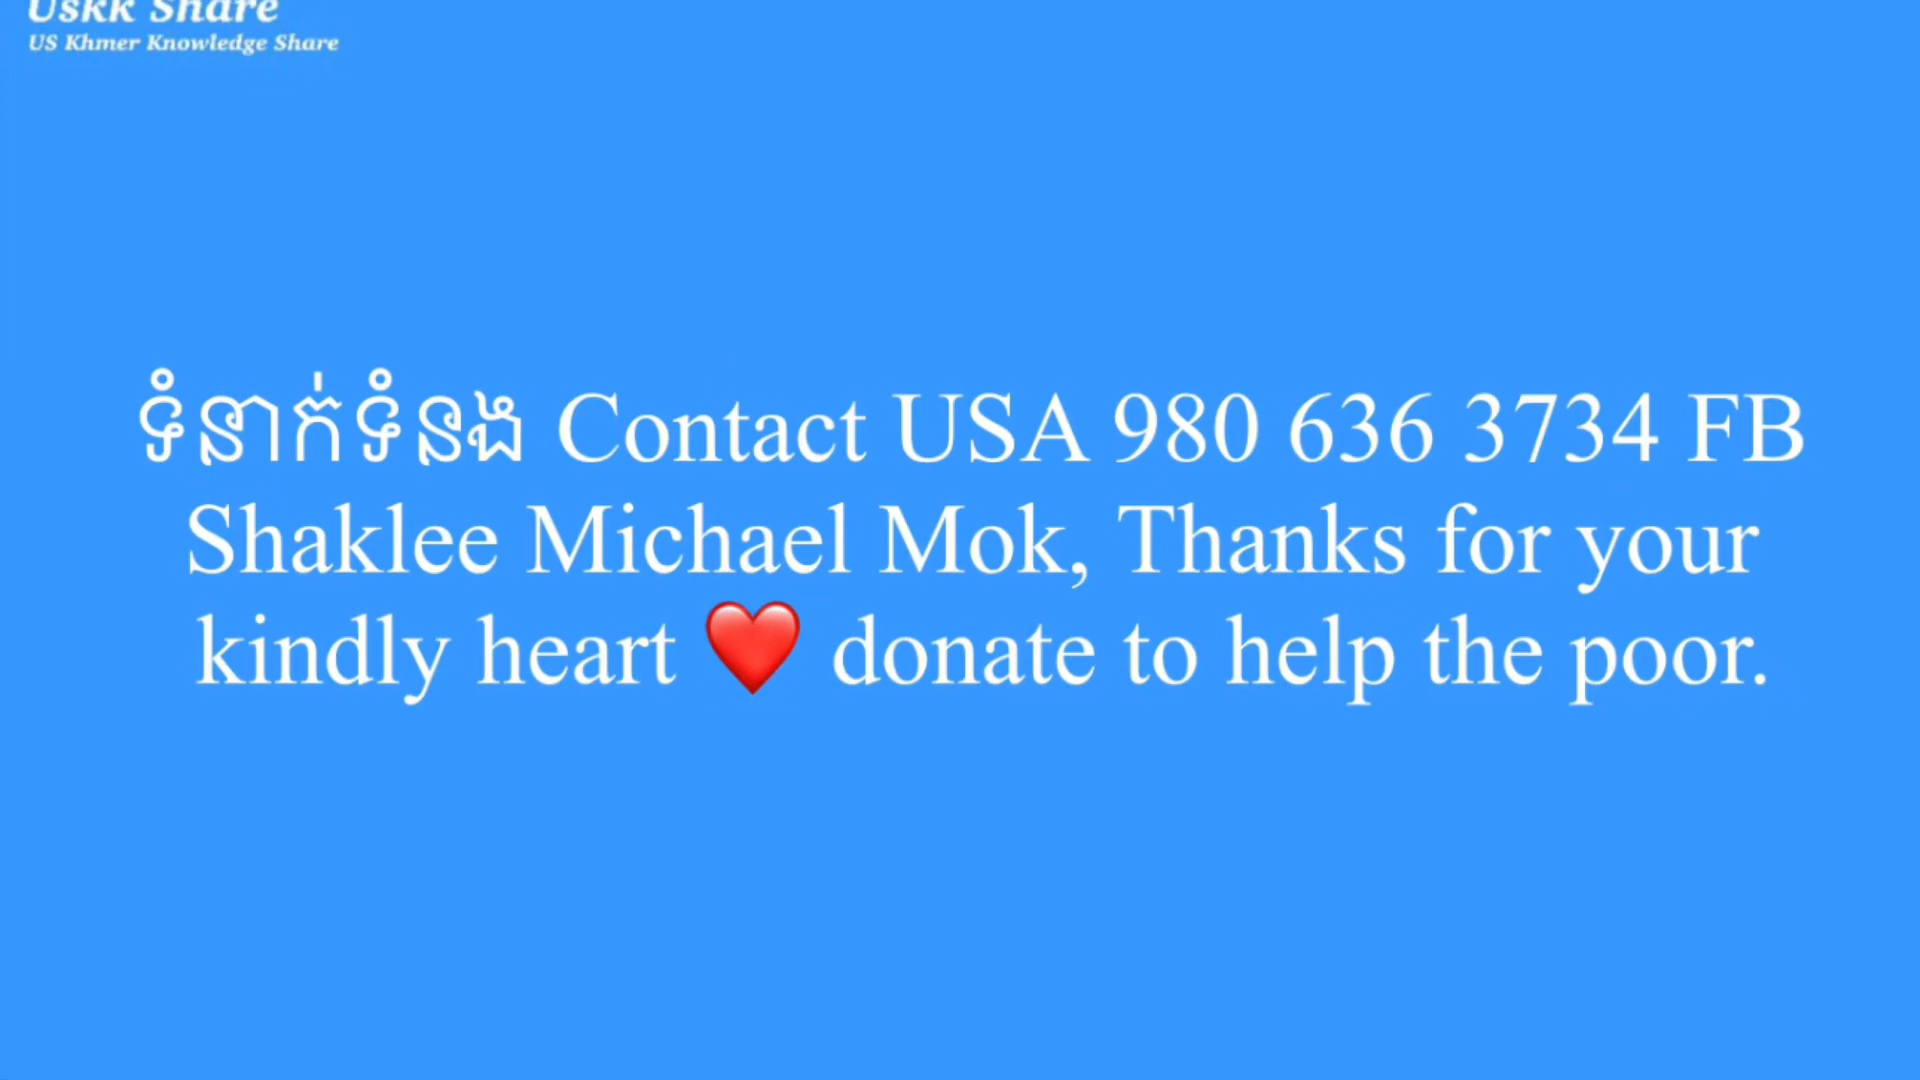 Uskk Share
US Khmer Knowledge Share
ទំនាក់ទំនង Contact USA 980 636 3734 FB
Shaklee Michael Mok, Thanks for your
kindly heart ❤️ donate to help the poor.